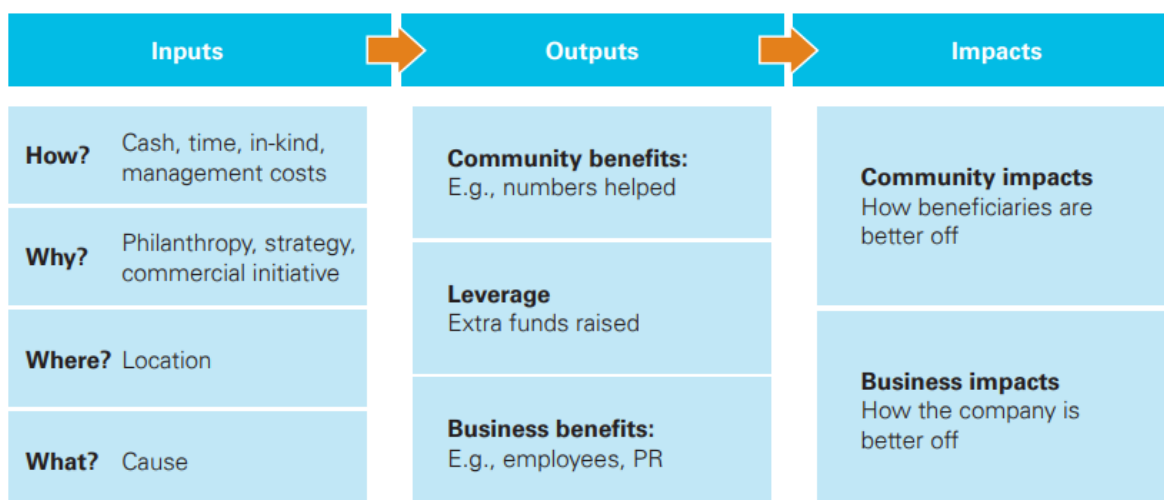 Inputs
Outputs
Impacts
How? Cash, time, in-kind,
management costs
Why? Philanthropy, strategy,
commercial initiative
Where? Location
What? Cause
Community benefits:
E.g., numbers helped
Leverage
Extra funds raised
Business benefits:
E.g., employees, PR
Community impacts
How beneficiaries are
better off
Business impacts
How the company is
better off